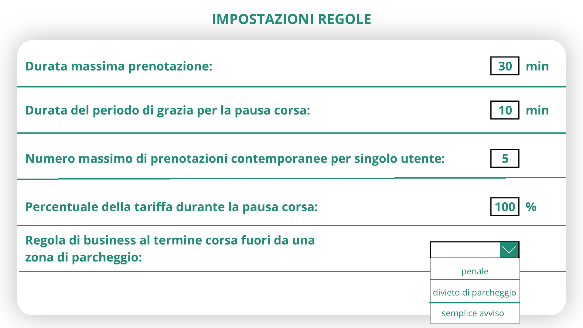 IMPOSTAZIONI REGOLE
Durata massima prenotazione: 30 min
Durata del periodo di grazia per la pausa corsa: 10 min
Numero massimo di prenotazioni contemporanee per singolo utente: 5
Percentuale della tariffa durante la pausa corsa: 100 %
Regola di business al termine corsa fuori da una
zona di parcheggio:
penale
divieto di parcheggio
semplice avviso